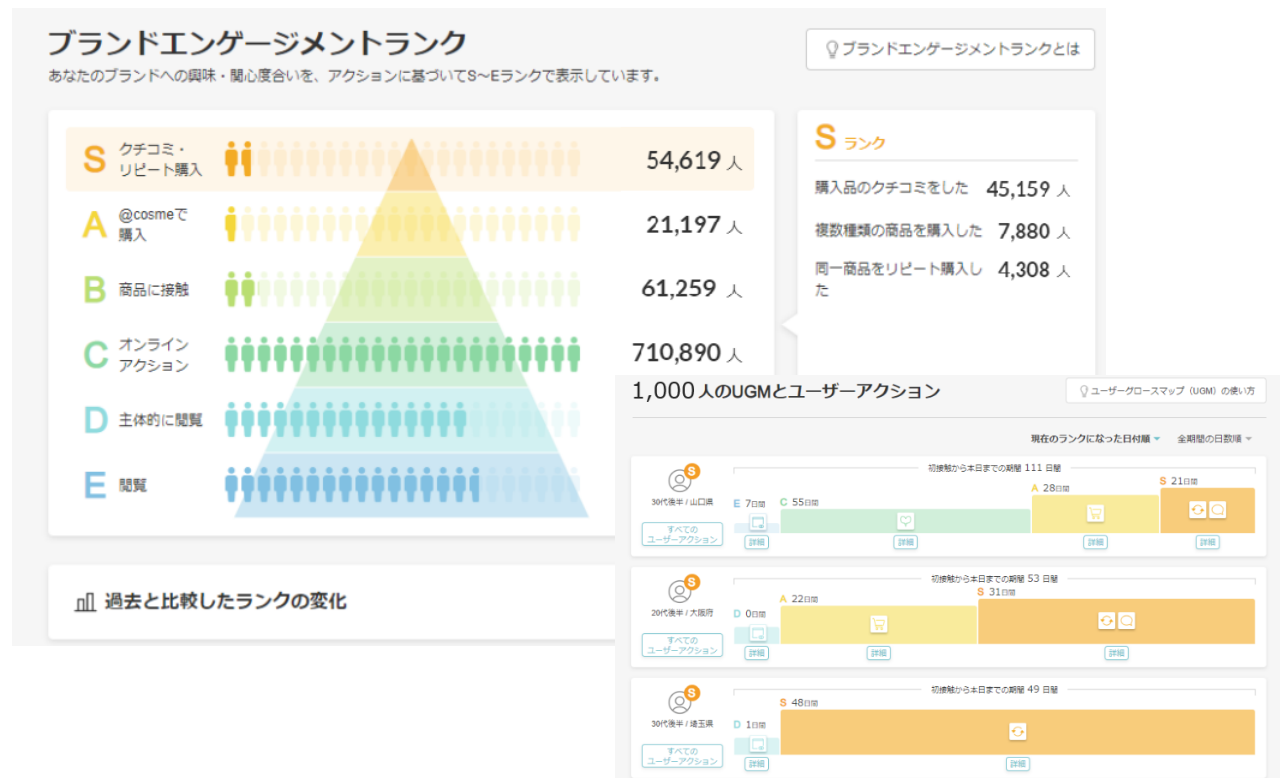 ブランドエンゲージメントランク
ブランドエンゲージメントランクとは
あなたのブランドへの興味・関心度合いを、アクションに基づいてS〜Eランクで表示しています。
S クチコミ・
リピート購入
54,619 人
A @cosmeで
購入
21,197 人
B 商品に接触
61,259 人
C オンライン
アクション
710,890 人
D 主体的に閲覧
E 閲覧
S ランク
購入品のクチコミをした 45,159 人
複数種類の商品を購入した 7,880 人
同一商品をリピート購入し
た
4,308 人
過去と比較したランクの変化
1,000 人のUGMとユーザーアクション
ユーザーグロースマップ（UGM）の使い方
現在のランクになった日付順 全期間の日数順
S
30代後半 / 山口県
すべての
ユーザーアクション
初接触から本日までの期間 111 日間
E 7日間
C 55日間
A 28日間
S 21日間
詳細
詳細
詳細
詳細
S
20代後半 / 大阪府
すべての
ユーザーアクション
初接触から本日までの期間 53 日間
D 0日間
A 22日間
S 31日間
詳細
詳細
詳細
S
30代後半 / 埼玉県
すべての
ユーザーアクション
初接触から本日までの期間 49 日間
D 1日間
S 48日間
詳細
詳細